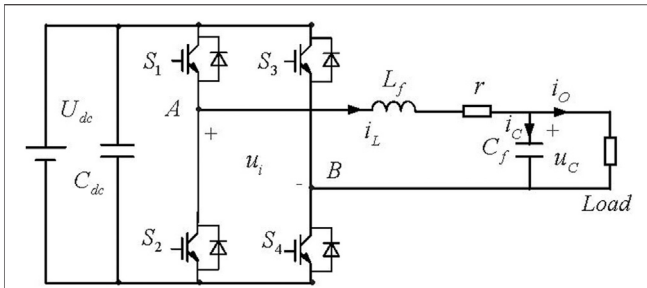 S1
S3
Lf
r
iO
A
Udc
+
iL
iC
+
Cf
uC
Cdc
ui
-
B
Load
S2
S4